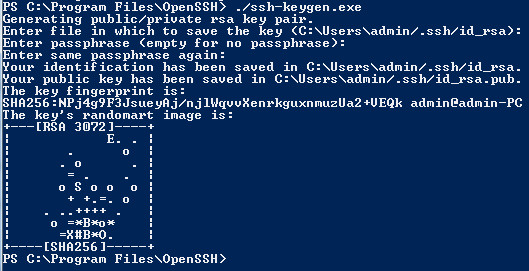 PS C:\Program Files\OpenSSH> ./ssh-keygen.exe
Generating public/private rsa key pair.
Enter file in which to save the key (C:\Users\admin/.ssh/id_rsa):
Enter passphrase (empty for no passphrase):
Enter same passphrase again:
Your identification has been saved in C:\Users\admin/.ssh/id_rsa.
Your public key has been saved in C:\Users\admin/.ssh/id_rsa.pub.
The key fingerprint is:
SHA256:NPj4g9F3JsueyAj/njlWqvvXenrkguxnmuzUa2+VEQk admin@admin-PC
The key's randomart image is:
+---[RSA 3072]----+
|             E. .|
|       .       o |
|      . o     .  |
|       = .     . |
|      o S o o   o|
|       + +.=. o  |
|    . ..++++ .   |
|     o =*B*o*    |
|      =X#B*O.    |
+----[SHA256]-----+
PS C:\Program Files\OpenSSH>